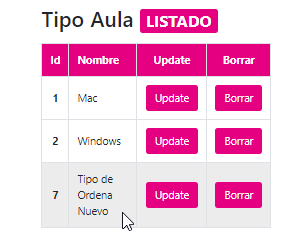 Tipo Aula LISTADO
Id Nombre Update Borrar
1 Mac Update Borrar
2 Windows Update Borrar
7 Tipo de Ordena Nuevo Update Borrar